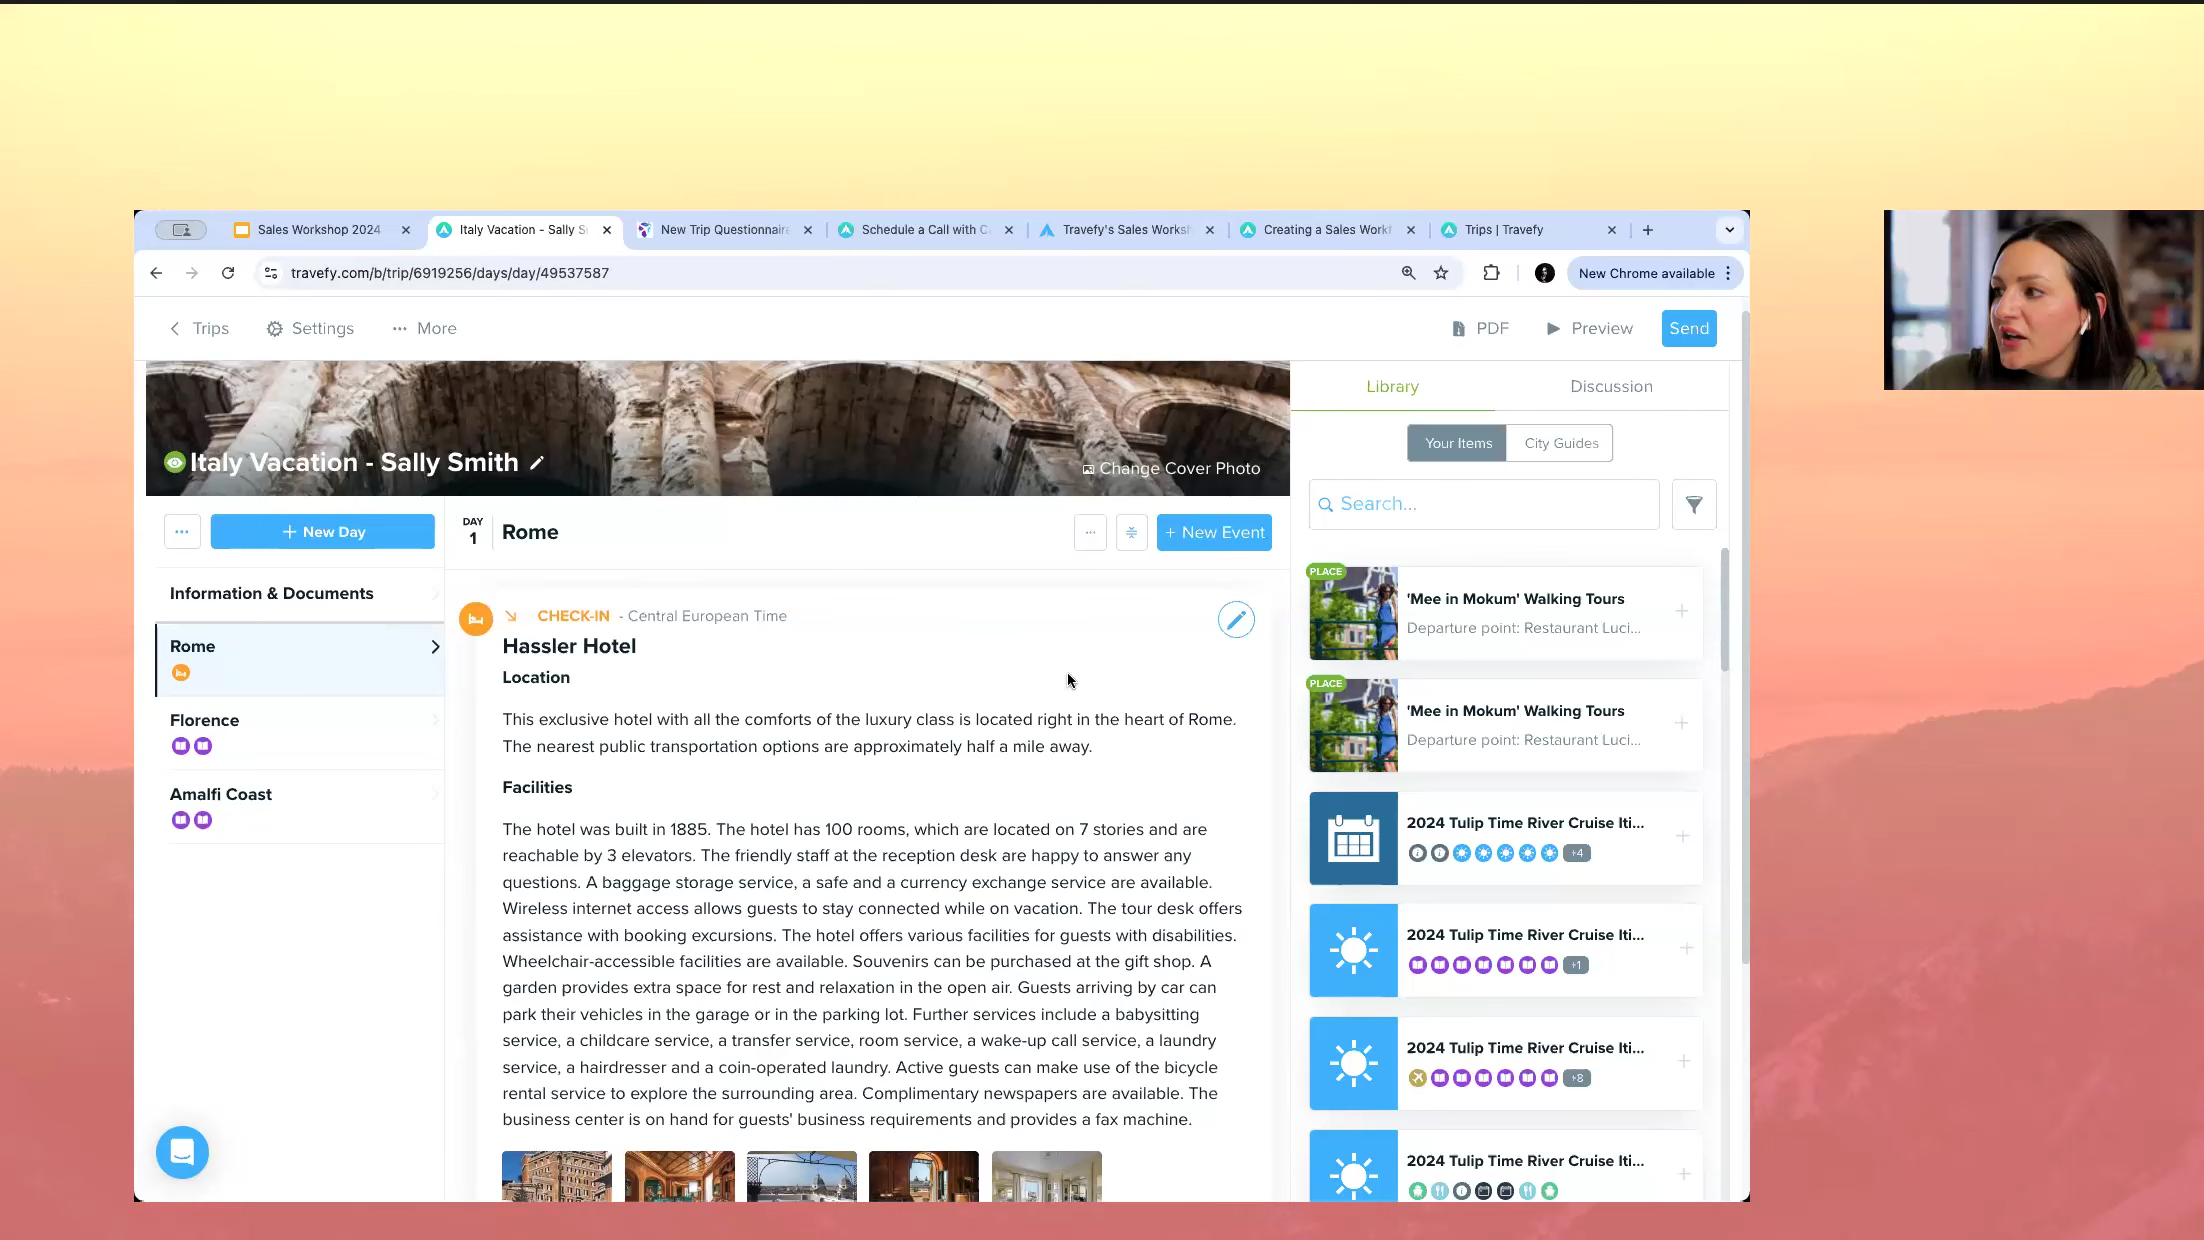 Sales Workshop 2024
Italy Vacation - Sally S
New Trip Questionnaire
Schedule a Call with C
Travefy's Sales Worksh
Creating a Sales Workf
Trips | Travefy
travefy.com/b/trip/6919256/days/day/49537587
New Chrome available
Trips
Settings
More
PDF
Preview
Send
Italy Vacation - Sally Smith
Change Cover Photo
Library
Discussion
Your Items
City Guides
Search...
+ New Day
Information & Documents
Rome
Florence
Amalfi Coast
DAY
1
Rome
+ New Event
CHECK-IN - Central European Time
Hassler Hotel
Location
This exclusive hotel with all the comforts of the luxury class is located right in the heart of Rome.
The nearest public transportation options are approximately half a mile away.
Facilities
The hotel was built in 1885. The hotel has 100 rooms, which are located on 7 stories and are
reachable by 3 elevators. The friendly staff at the reception desk are happy to answer any
questions. A baggage storage service, a safe and a currency exchange service are available.
Wireless internet access allows guests to stay connected while on vacation. The tour desk offers
assistance with booking excursions. The hotel offers various facilities for guests with disabilities.
Wheelchair-accessible facilities are available. Souvenirs can be purchased at the gift shop. A
garden provides extra space for rest and relaxation in the open air. Guests arriving by car can
park their vehicles in the garage or in the parking lot. Further services include a babysitting
service, a childcare service, a transfer service, room service, a wake-up call service, a laundry
service, a hairdresser and a coin-operated laundry. Active guests can make use of the bicycle
rental service to explore the surrounding area. Complimentary newspapers are available. The
business center is on hand for guests' business requirements and provides a fax machine.
PLACE
'Mee in Mokum' Walking Tours
Departure point: Restaurant Luci...
PLACE
'Mee in Mokum' Walking Tours
Departure point: Restaurant Luci...
2024 Tulip Time River Cruise Iti...
+4
2024 Tulip Time River Cruise Iti...
+1
2024 Tulip Time River Cruise Iti...
+8
2024 Tulip Time River Cruise Iti...